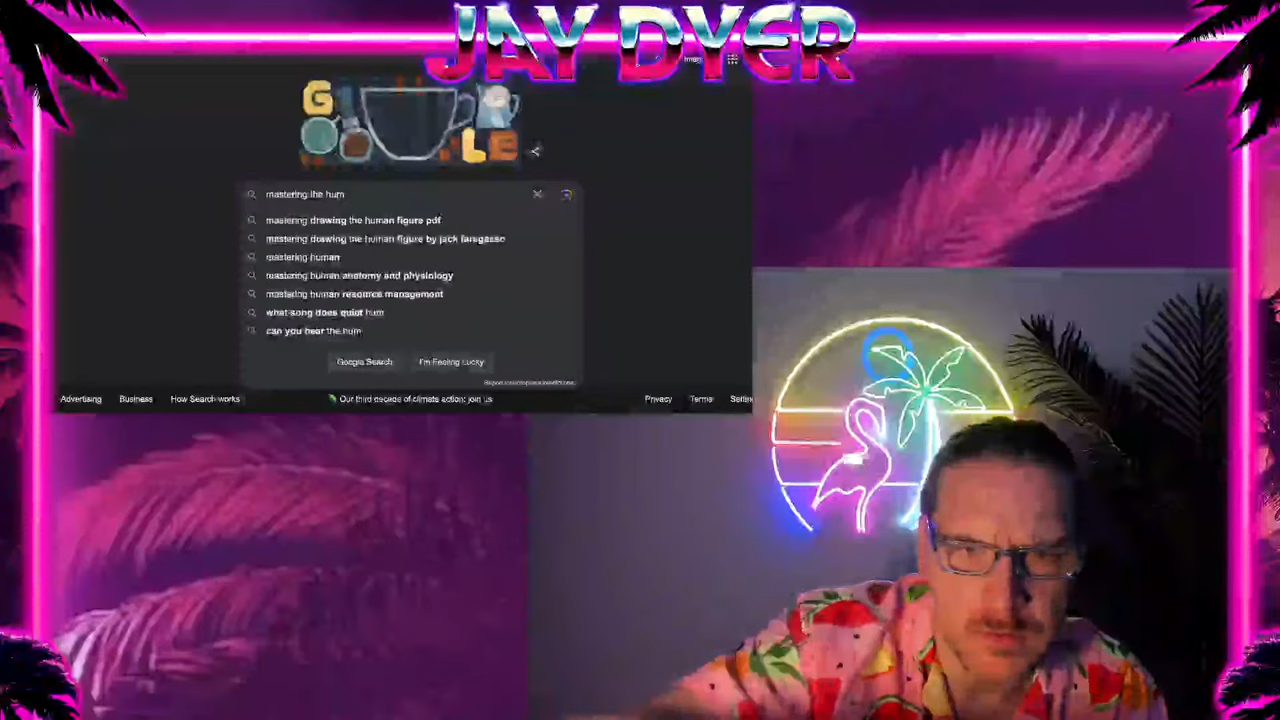 JAY DYER
G LE
mastering the hum
mastering drawing the human figure pdf
mastering drawing the human figure by jack faragasso
mastering human
mastering human anatomy and physiology
mastering human resource management
what song does quiet hum
can you hear the hum
Google Search I'm Feeling Lucky
Advertising Business How Search works Our third decade of climate action: join us Privacy Terms Settin